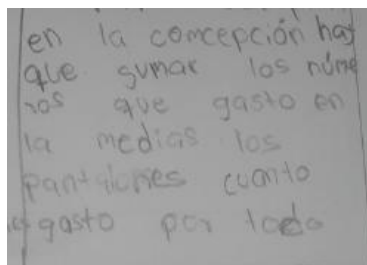 en la comcepción hay
que sumar los núme
ros que gasto en
la medias los
pantalones cuanto
gasto por todo